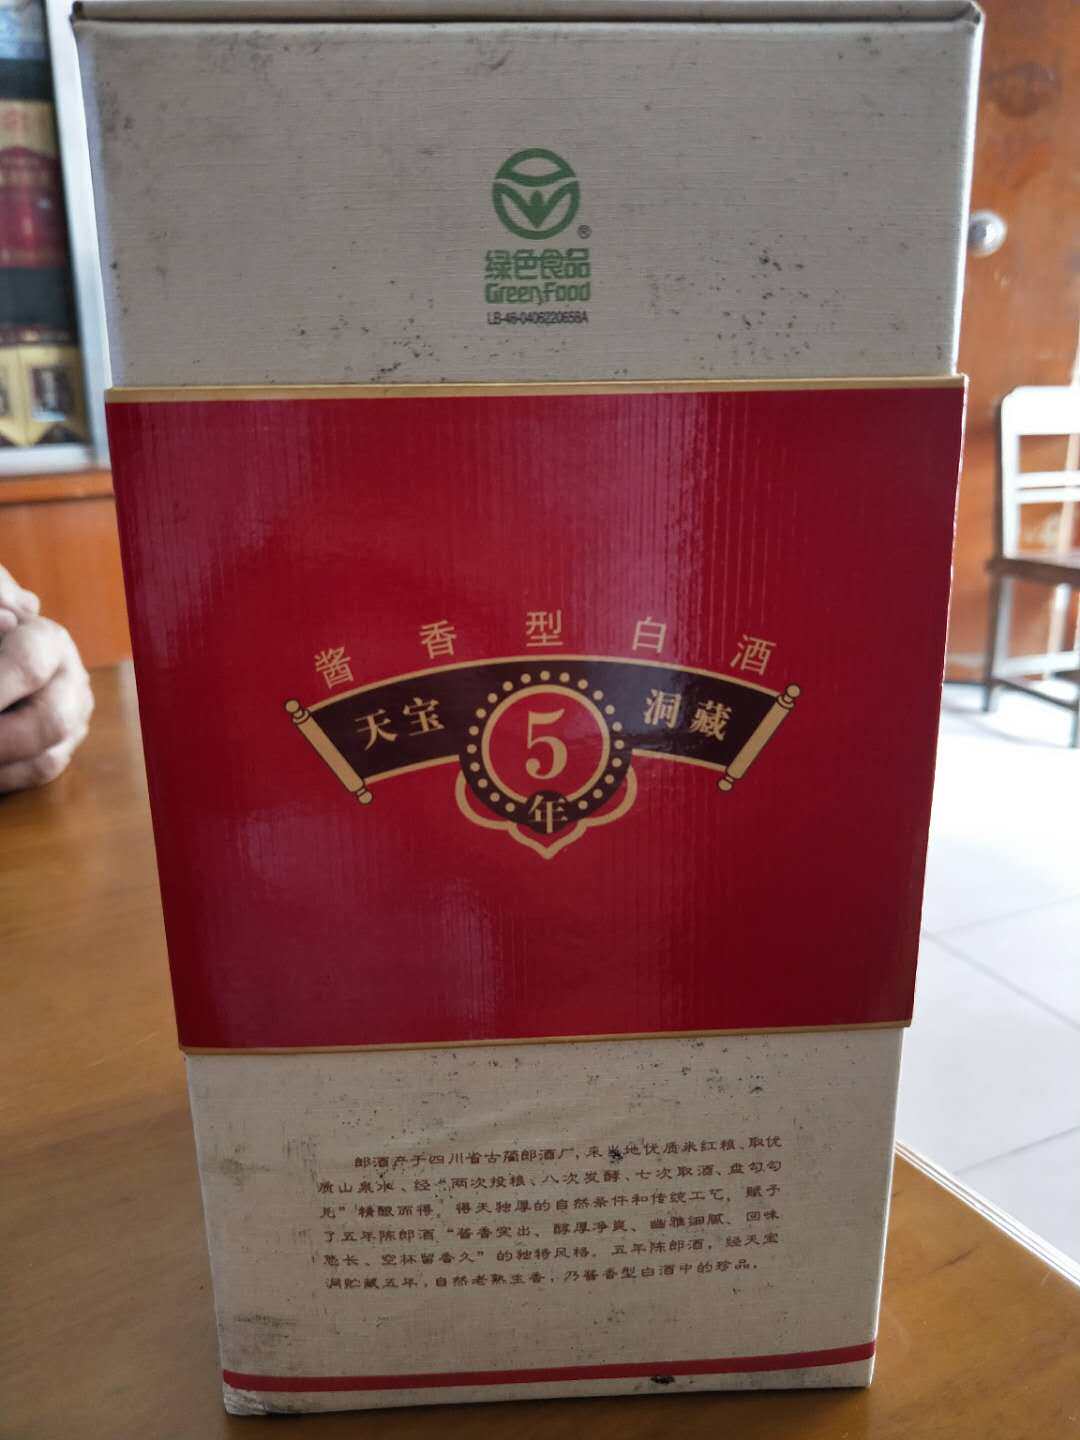 ®
绿色食品
Green Food
LB-46-0406220658A
酱香型白酒
天宝 5 洞藏
年
郎酒产于四川省古蔺郎酒厂，采当地优质米红粮、取优
质山泉水、经“两次投粮、八次发酵、七次取酒、盘勾勾
兑”精酿而得。得天独厚的自然条件和传统工艺，赋予
了五年陈郎酒“酱香突出、醇厚净爽、幽雅细腻、回味
悠长、空杯留香久”的独特风格。五年陈郎酒，经天宝
洞贮藏五年，自然老熟生香，乃酱香型白酒中的珍品。